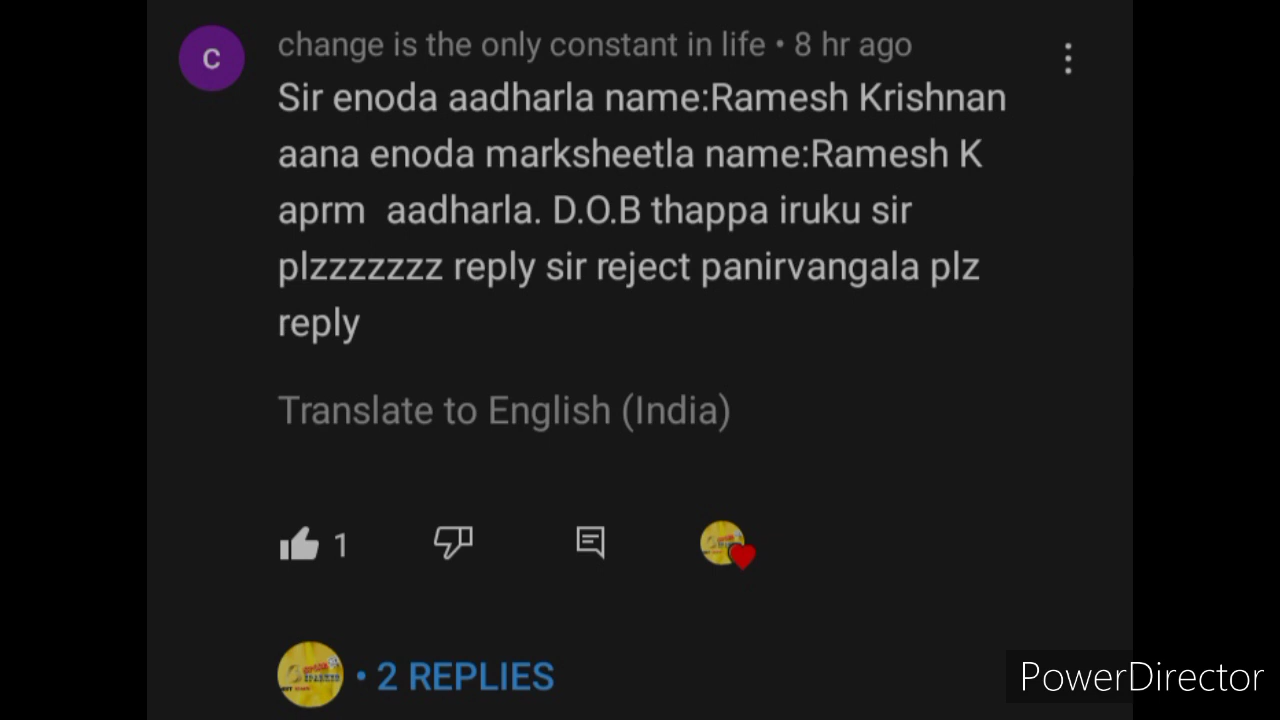 C
change is the only constant in life • 8 hr ago
Sir enoda aadharla name:Ramesh Krishnan
aana enoda marksheetla name:Ramesh K
aprm aadharla. D.O.B thappa iruku sir
plzzzzzzz reply sir reject panirvangala plz
reply
Translate to English (India)
1
• 2 REPLIES
PowerDirector